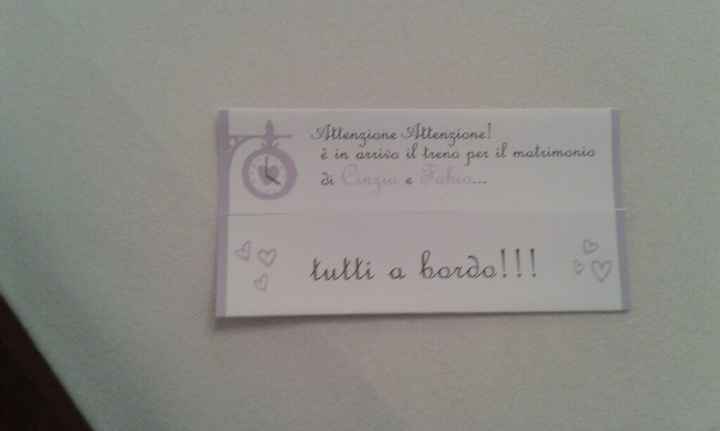 Attenzione Attenzione!
è in arrivo il treno per il matrimonio
di Cinzia e Fabio...
tutti a bordo!!!